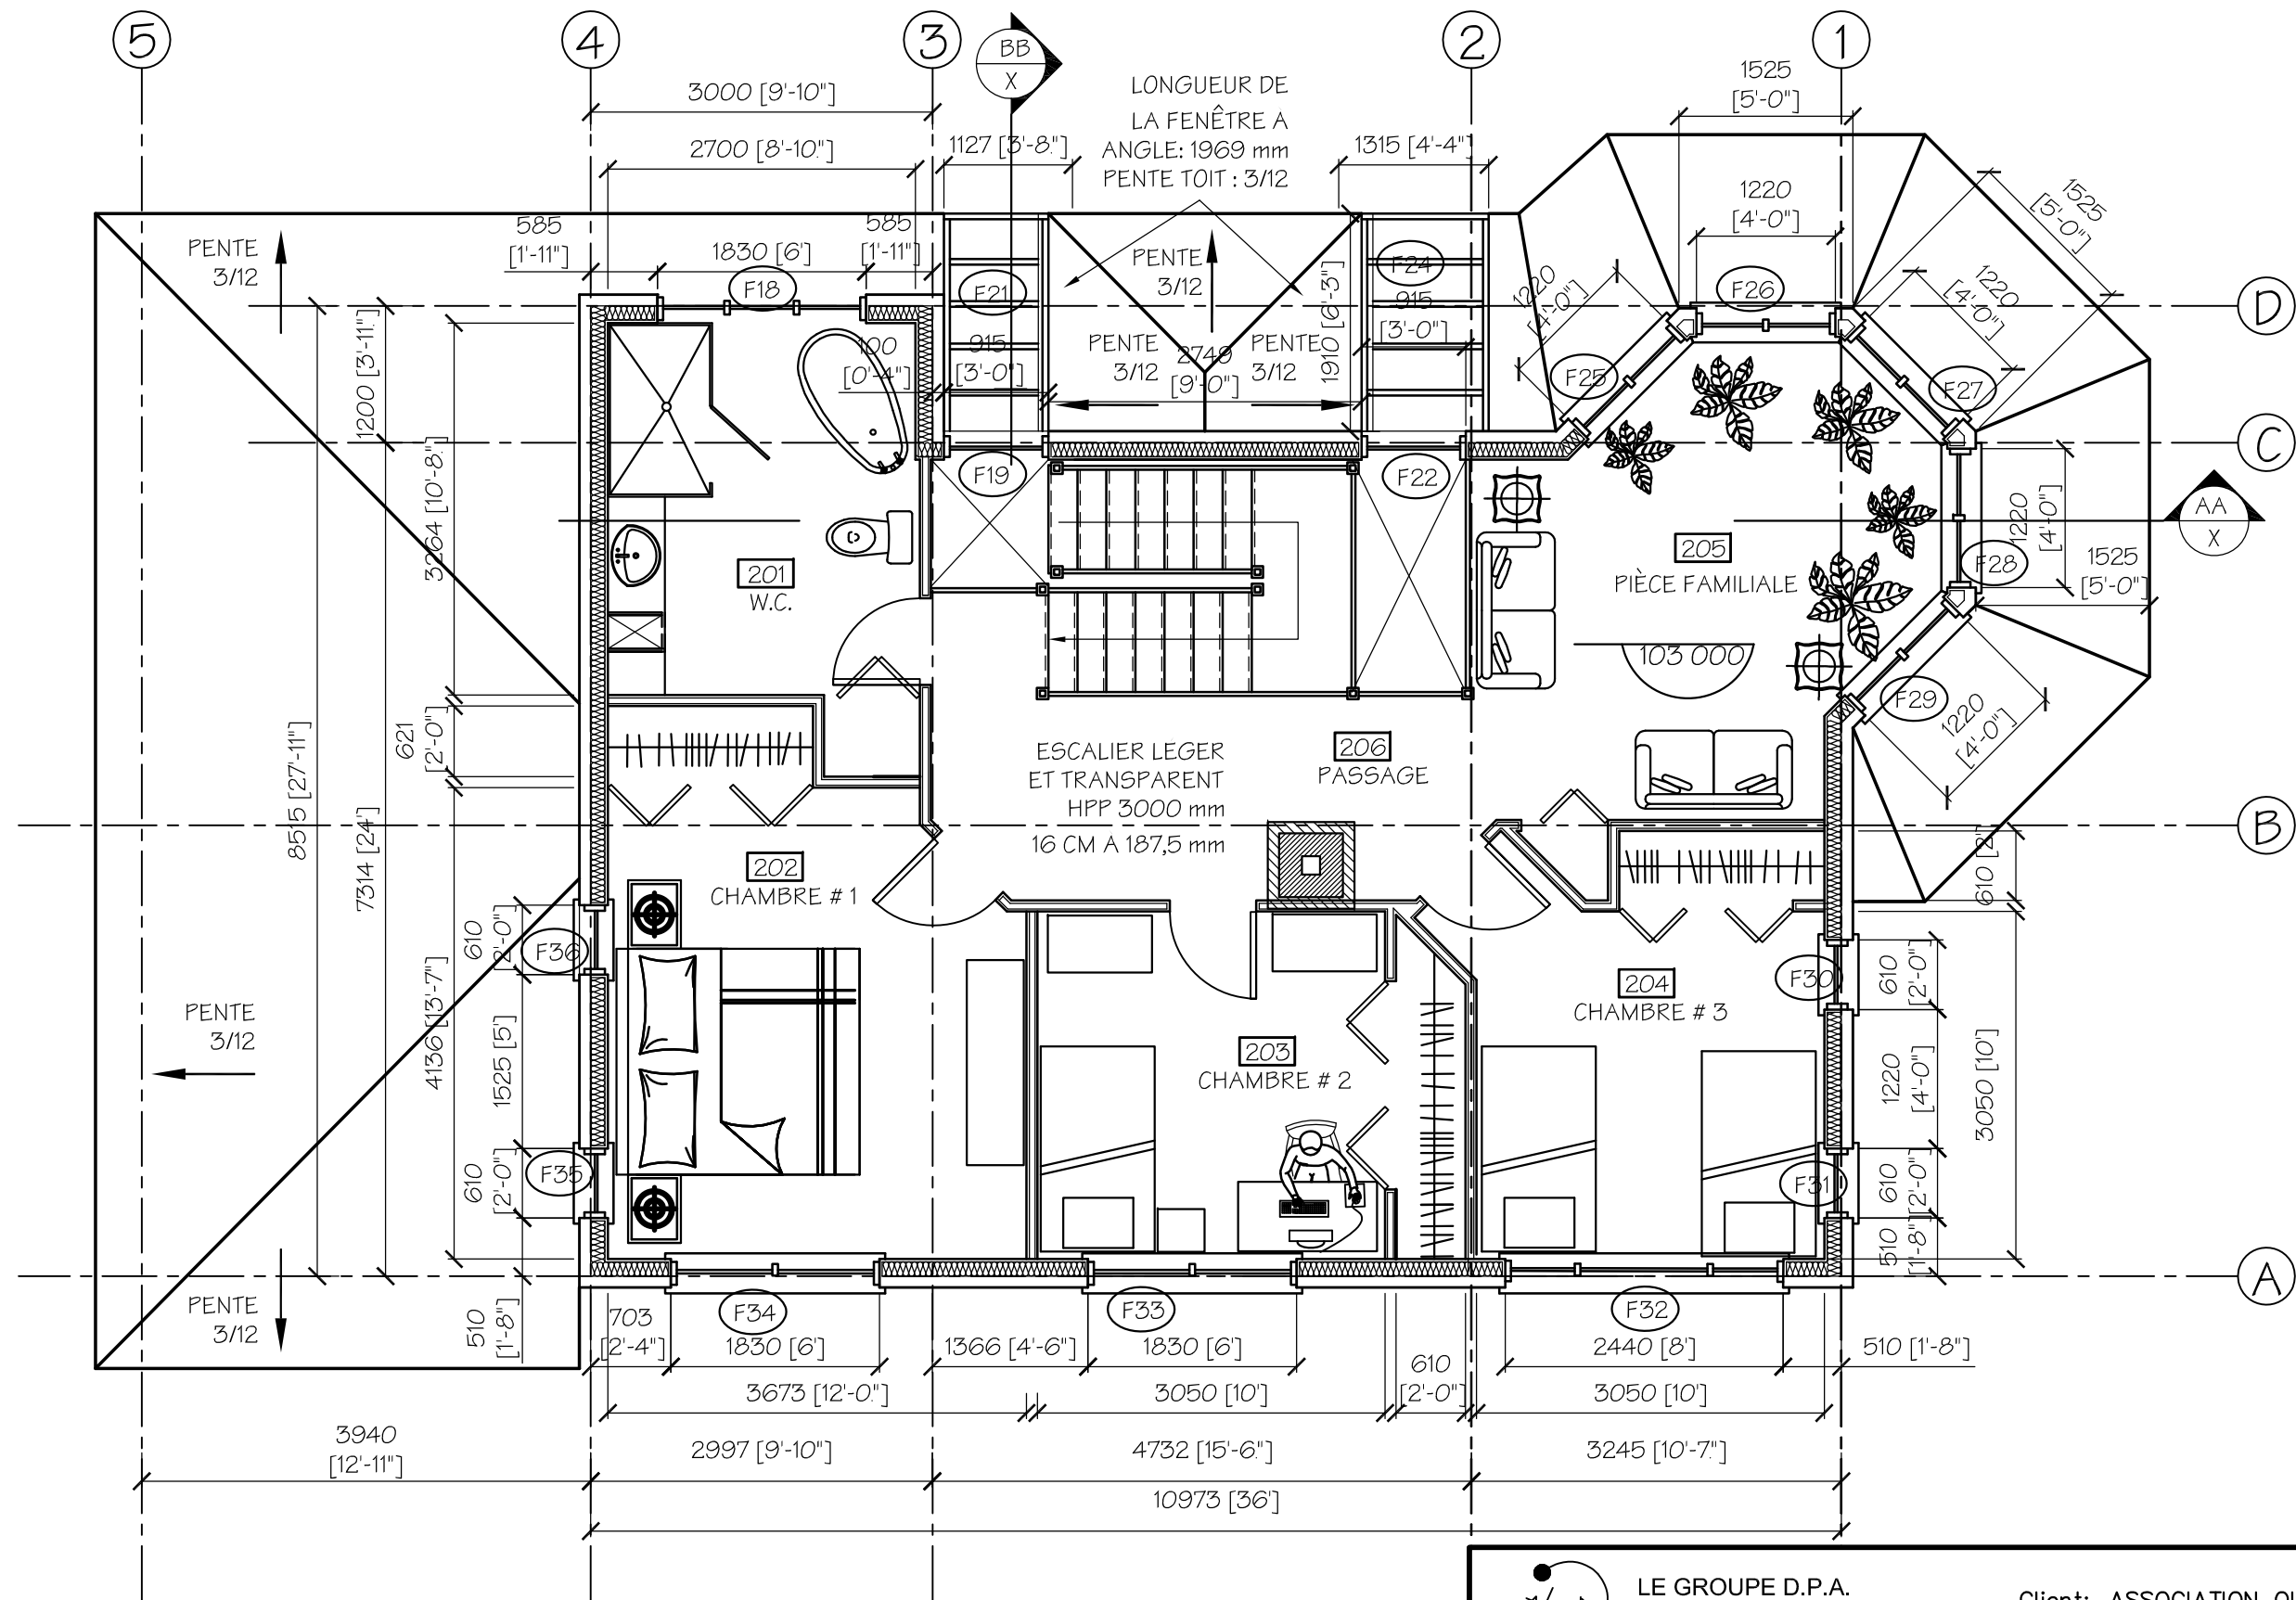 5
4
3
2
1
BB
X
3000 [9'-10"]
LONGUEUR DE
LA FENÊTRE A
ANGLE: 1969 mm
PENTE TOIT : 3/12
1525
[5'-0"]
2700 [8'-10"]
1127 [3'-8"]
1315 [4'-4"]
1220
[4'-0"]
1525
[5'-0"]
585
[1'-11"]
1830 [6']
585
[1'-11"]
PENTE
3/12
PENTE
3/12
F18
F21
F24
F26
1220
[4'-0"]
1220
[4'-0"]
D
1200 [3'-11"]
100
[0'-4"]
915
[3'-0"]
PENTE
3/12
2749
[9'-0"]
PENTE
3/12
1910 [6'-3"]
915
[3'-0"]
F25
F27
C
3264 [10'-8"]
F19
F22
AA
X
1220
[4'-0"]
F28
1525
[5'-0"]
201
W.C.
205
PIÈCE FAMILIALE
103 000
F29
1220
[4'-0"]
621
[2'-0"]
8515 [27'-11"]
7314 [24']
ESCALIER LEGER
ET TRANSPARENT
HPP 3000 mm
16 CM A 187,5 mm
206
PASSAGE
B
610 [2']
202
CHAMBRE # 1
F36
610
[2'-0"]
4136 [13'-7"]
1525 [5']
PENTE
3/12
204
CHAMBRE # 3
F30
610
[2'-0"]
203
CHAMBRE # 2
1220
[4'-0"]
3050 [10']
F35
610
[2'-0"]
F31
610
[2'-0"]
510
[1'-8"]
A
PENTE
3/12
510
[1'-8"]
F34
F33
F32
703
[2'-4"]
1830 [6']
1366 [4'-6"]
1830 [6']
610
[2'-0"]
2440 [8']
510 [1'-8"]
3673 [12'-0"]
3050 [10']
3050 [10']
3940
[12'-11"]
2997 [9'-10"]
4732 [15'-6"]
3245 [10'-7"]
10973 [36']
LE GROUPE D.P.A.
Client: ASSOCIATION